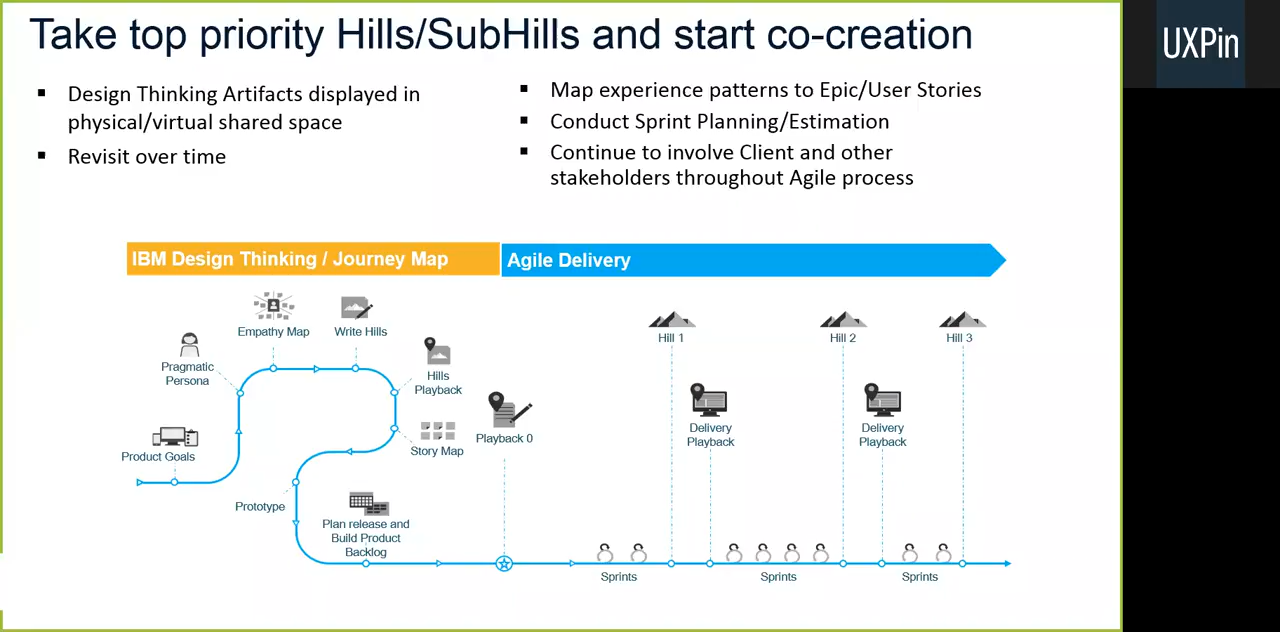 Take top priority Hills/SubHills and start co-creation
UXPin
Design Thinking Artifacts displayed in
physical/virtual shared space
Revisit over time
Map experience patterns to Epic/User Stories
Conduct Sprint Planning/Estimation
Continue to involve Client and other
stakeholders throughout Agile process
IBM Design Thinking / Journey Map
Agile Delivery
Product Goals
Pragmatic
Persona
Empathy Map
Write Hills
Hills
Playback
Story Map
Prototype
Plan release and
Build Product
Backlog
Playback 0
Hill 1
Delivery
Playback
Hill 2
Delivery
Playback
Hill 3
Sprints
Sprints
Sprints